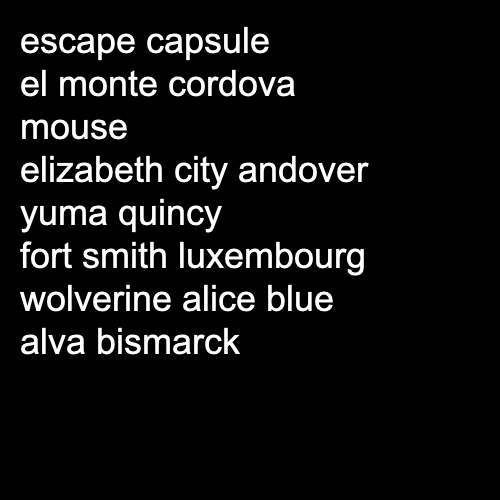 escape capsule
el monte cordova
mouse
elizabeth city andover
yuma quincy
fort smith luxembourg
wolverine alice blue
alva bismarck